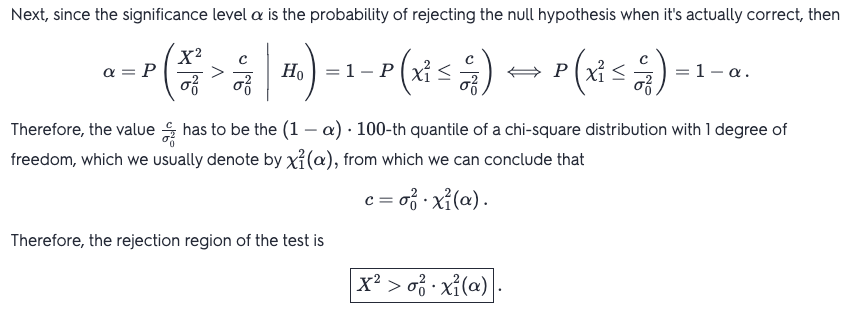 Next, since the significance level α is the probability of rejecting the null hypothesis when it's actually correct, then
α = P ( X²/σ₀² > c/σ₀² | H₀ ) = 1 − P ( χ₁² ≤ c/σ₀² ) ⟺ P ( χ₁² ≤ c/σ₀² ) = 1 − α .
Therefore, the value c/σ₀² has to be the (1 − α) · 100-th quantile of a chi-square distribution with 1 degree of
freedom, which we usually denote by χ₁²(α), from which we can conclude that
c = σ₀² · χ₁²(α) .
Therefore, the rejection region of the test is
X² > σ₀² · χ₁²(α) .